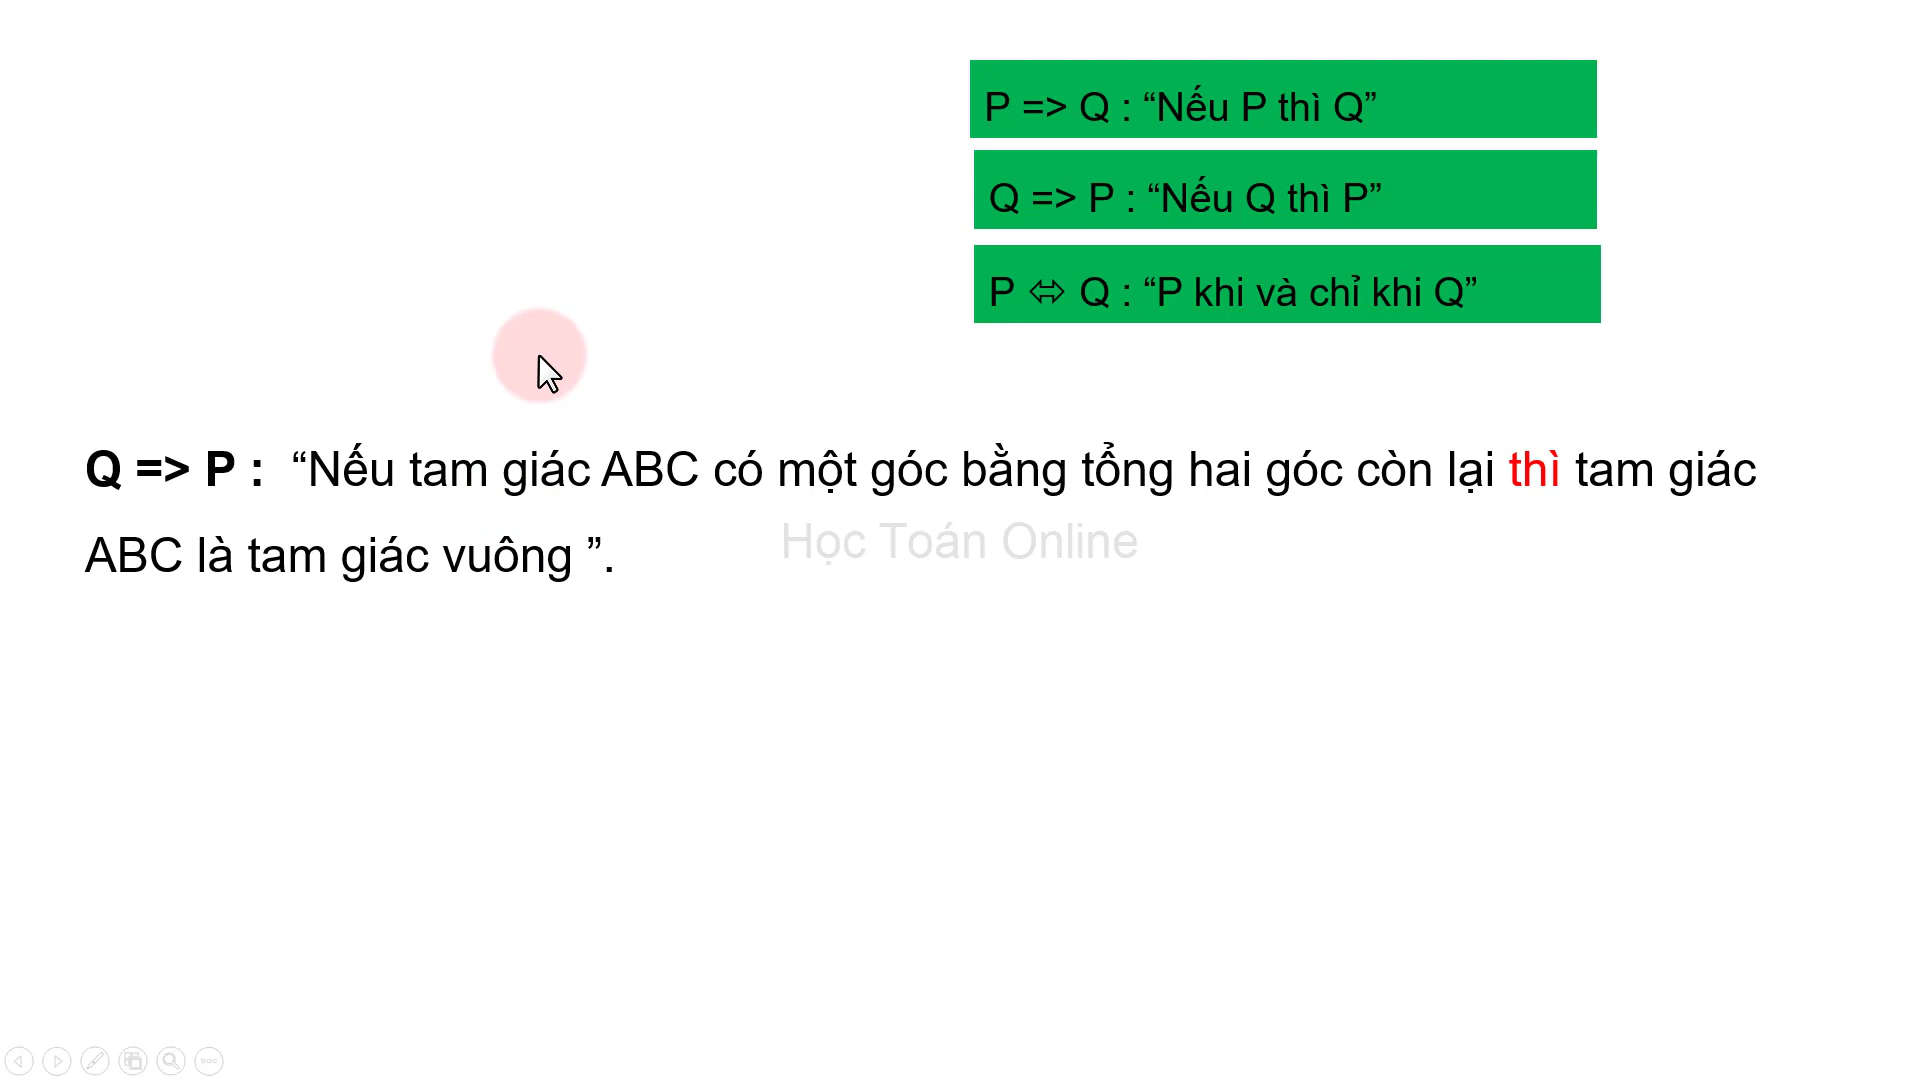 P => Q : “Nếu P thì Q”
Q => P : “Nếu Q thì P”
P ⬄ Q : “P khi và chỉ khi Q”
Q => P :  “Nếu tam giác ABC có một góc bằng tổng hai góc còn lại thì tam giác
ABC là tam giác vuông ”.
Học Toán Online